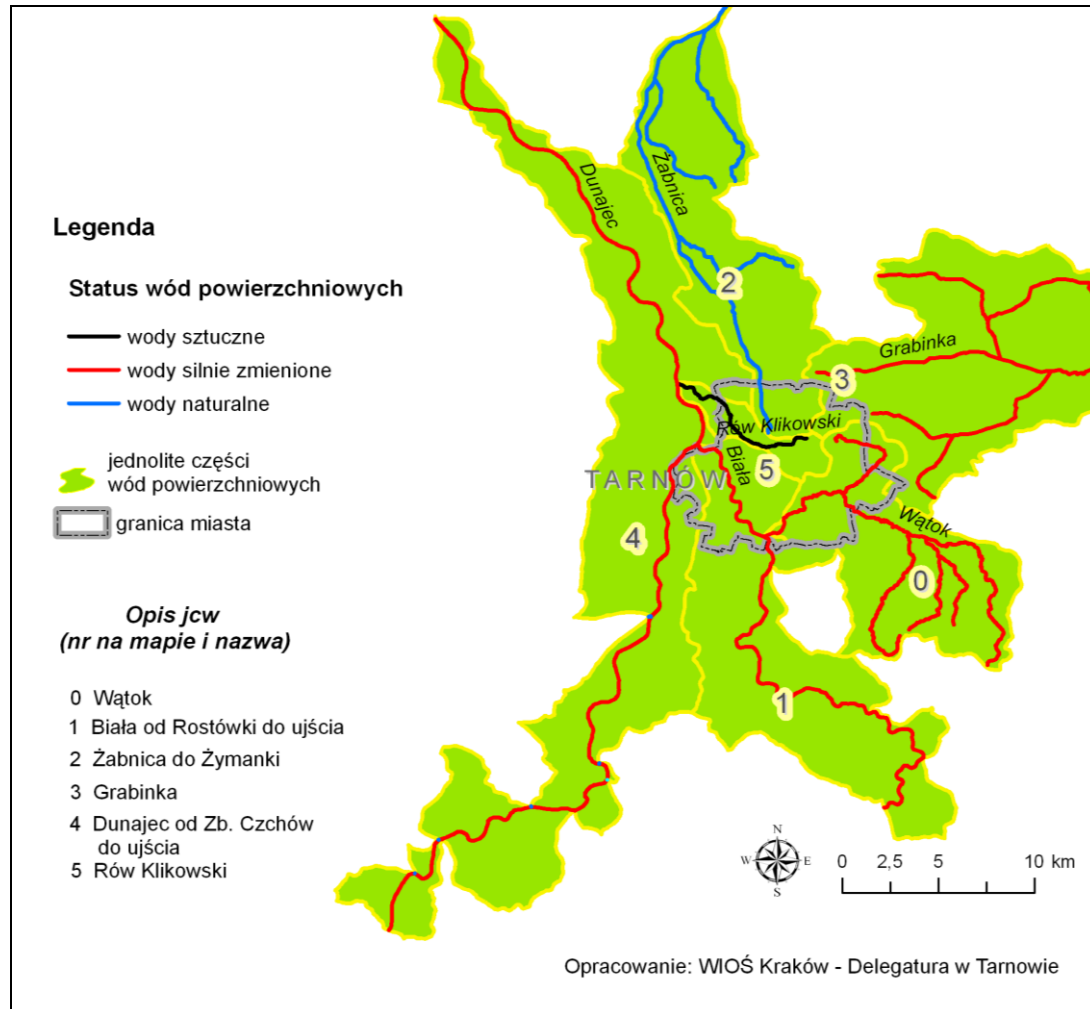 Legenda
Status wód powierzchniowych
wody sztuczne
wody silnie zmienione
wody naturalne
jednolite części
wód powierzchniowych
granica miasta
Opis jcw
(nr na mapie i nazwa)
0 Wątok
1 Biała od Rostówki do ujścia
2 Żabnica do Żymanki
3 Grabinka
4 Dunajec od Zb. Czchów
do ujścia
5 Rów Klikowski
Dunajec
Żabnica
2
Grabinka
3
Rów Klikowski
Biała
5
TARNÓW
4
Wątok
0
1
N
W E
S
0 2,5 5 10 km
Opracowanie: WIOŚ Kraków - Delegatura w Tarnowie